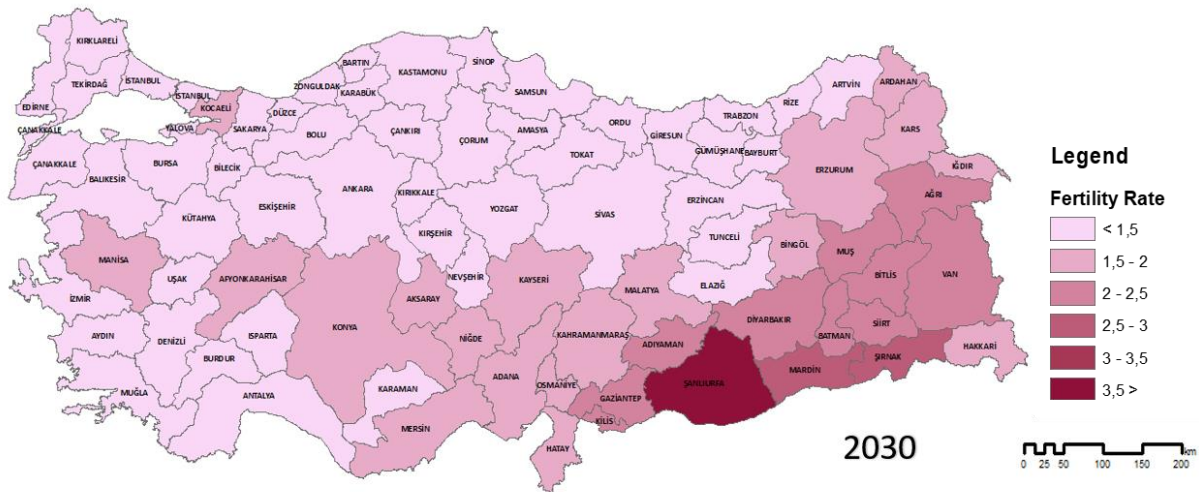 KIRKLARELİ
TEKİRDAĞ
İSTANBUL
EDİRNE
İSTANBUL
KOCAELİ
YALOVA
SAKARYA
DÜZCE
ZONGULDAK
BARTIN
KARABÜK
KASTAMONU
SİNOP
SAMSUN
ORDU
GİRESUN
TRABZON
RİZE
ARTVİN
ARDAHAN
KARS
IĞDIR
ÇANAKKALE
ÇANAKKALE
BALIKESİR
BURSA
BİLECİK
BOLU
ÇANKIRI
ÇORUM
AMASYA
TOKAT
GÜMÜŞHANE
BAYBURT
ERZURUM
AĞRI
KÜTAHYA
ESKİŞEHİR
ANKARA
KIRIKKALE
KIRŞEHİR
YOZGAT
SİVAS
ERZİNCAN
TUNCELİ
BİNGÖL
MUŞ
BİTLİS
VAN
MANİSA
UŞAK
AFYONKARAHİSAR
NEVŞEHİR
AKSARAY
KAYSERİ
MALATYA
ELAZIĞ
İZMİR
AYDIN
DENİZLİ
ISPARTA
BURDUR
KONYA
NİĞDE
KAHRAMANMARAŞ
ADIYAMAN
DİYARBAKIR
BATMAN
SİİRT
ŞIRNAK
HAKKARİ
MUĞLA
ANTALYA
KARAMAN
MERSİN
ADANA
OSMANİYE
GAZİANTEP
KİLİS
HATAY
ŞANLIURFA
MARDİN
2030
Legend
Fertility Rate
< 1,5
1,5 - 2
2 - 2,5
2,5 - 3
3 - 3,5
3,5 >
km
0 25 50 100 150 200